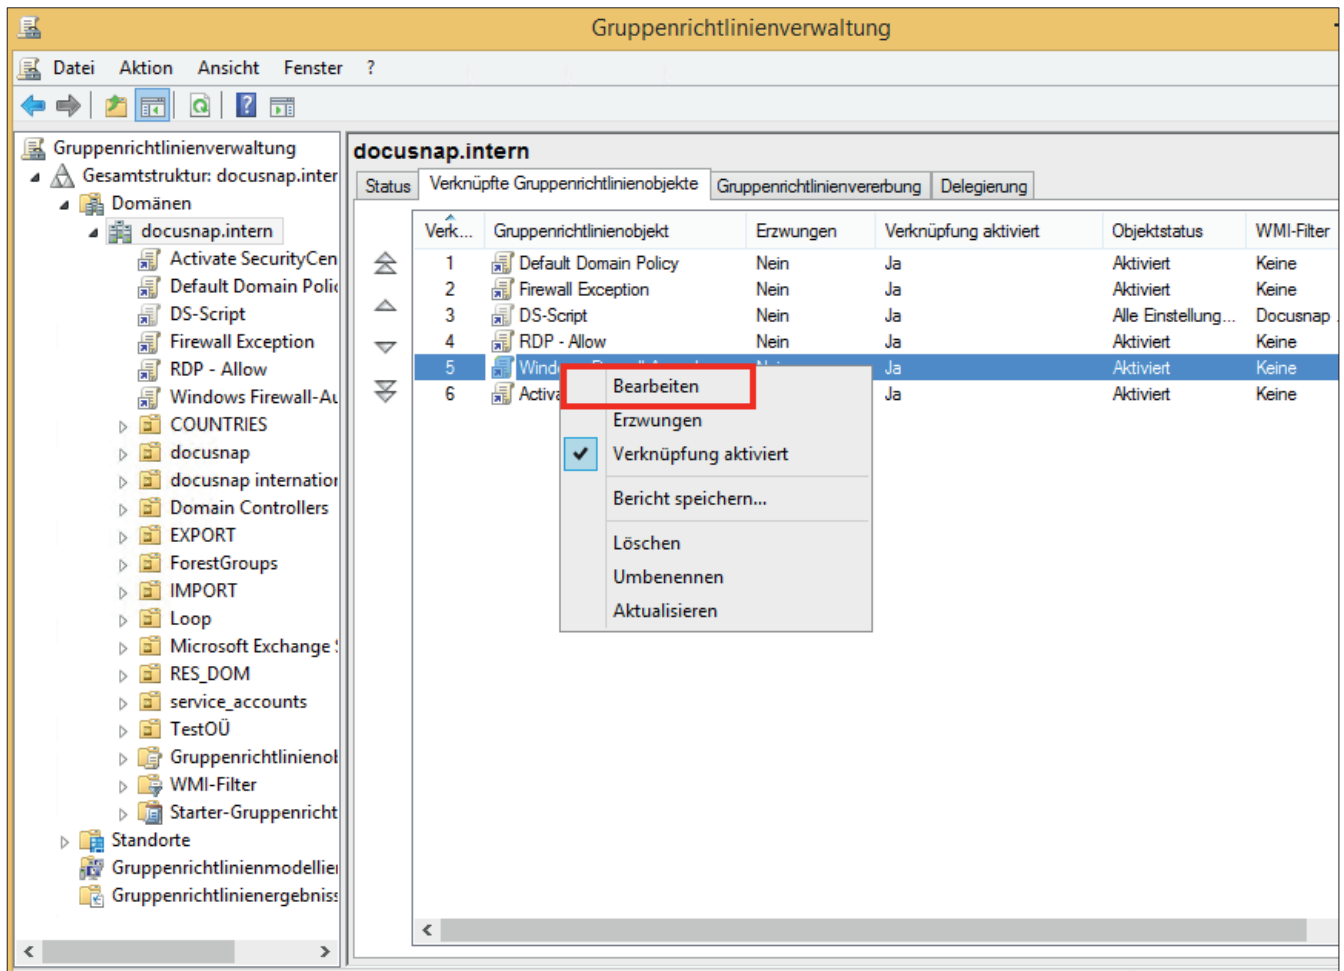 Gruppenrichtlinienverwaltung
Datei Aktion Ansicht Fenster ?
Gruppenrichtlinienverwaltung
Gesamtstruktur: docusnap.inter
Domänen
docusnap.intern
Activate SecurityCen
Default Domain Polic
DS-Script
Firewall Exception
RDP - Allow
Windows Firewall-Au
COUNTRIES
docusnap
docusnap internation
Domain Controllers
EXPORT
ForestGroups
IMPORT
Loop
Microsoft Exchange
RES_DOM
service_accounts
TestOÜ
Gruppenrichtlinienob
WMI-Filter
Starter-Gruppenricht
Standorte
Gruppenrichtlinienmodellier
Gruppenrichtlinienergebniss
docusnap.intern
Status Verknüpfte Gruppenrichtlinienobjekte Gruppenrichtlinienvererbung Delegierung
Verk... Gruppenrichtlinienobjekt Erzwungen Verknüpfung aktiviert Objektstatus WMI-Filter
1 Default Domain Policy Nein Ja Aktiviert Keine
2 Firewall Exception Nein Ja Aktiviert Keine
3 DS-Script Nein Ja Alle Einstellung... Docusnap
4 RDP - Allow Nein Ja Aktiviert Keine
5 Wind Ja Aktiviert Keine
6 Activa Ja Aktiviert Keine
Bearbeiten
Erzwungen
Verknüpfung aktiviert
Bericht speichern...
Löschen
Umbenennen
Aktualisieren